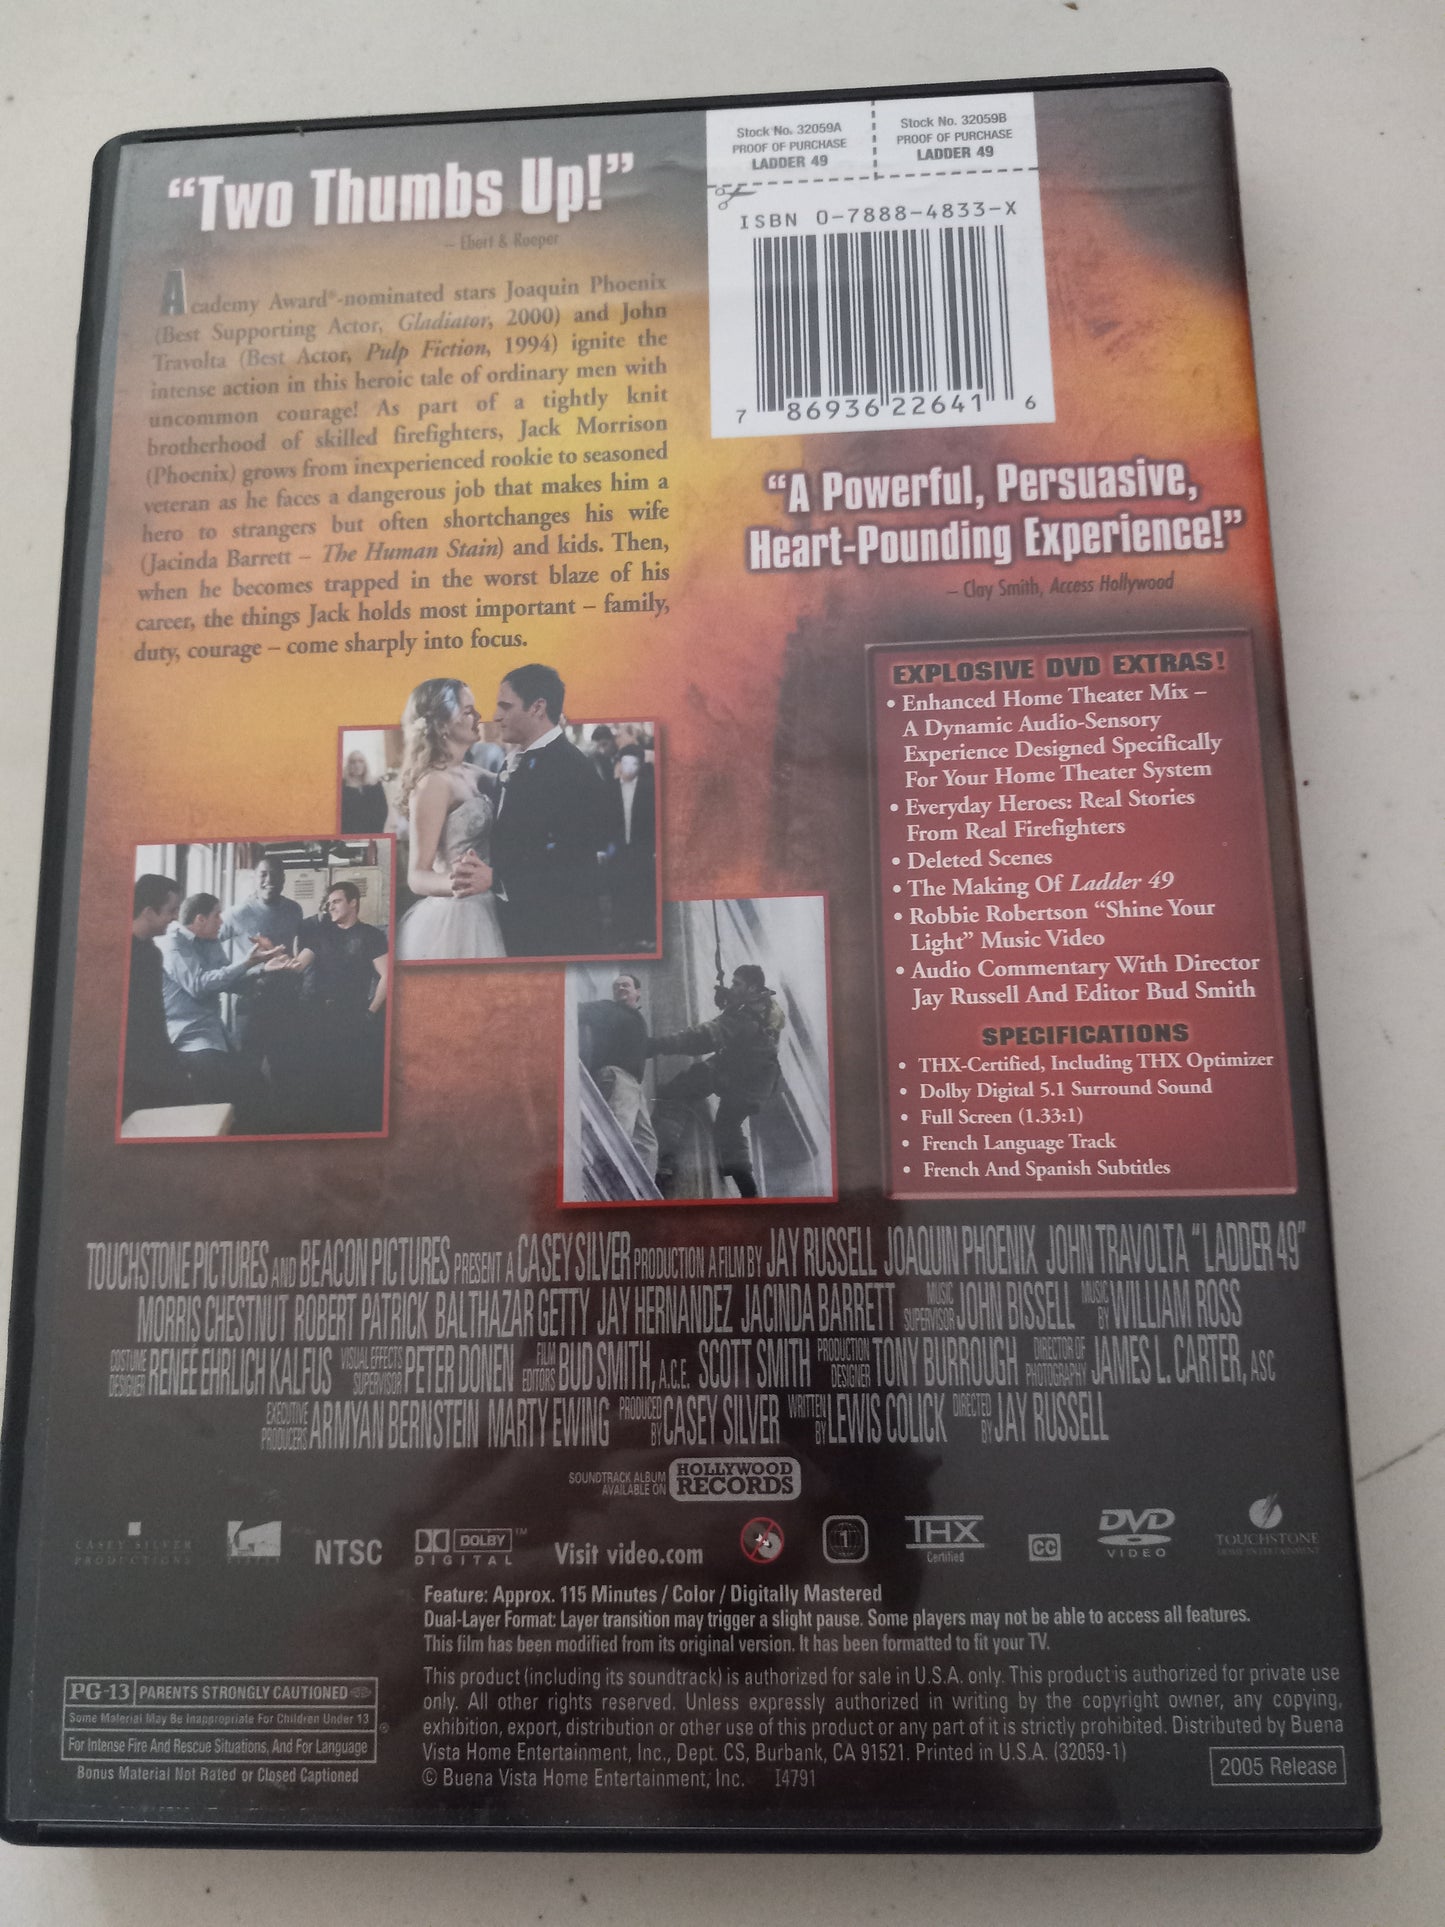 "Two Thumbs Up!"
– Ebert & Roeper
Academy Award®-nominated stars Joaquin Phoenix
(Best Supporting Actor, Gladiator, 2000) and John
Travolta (Best Actor, Pulp Fiction, 1994) ignite the
intense action in this heroic tale of ordinary men with
uncommon courage! As part of a tightly knit
brotherhood of skilled firefighters, Jack Morrison
(Phoenix) grows from inexperienced rookie to seasoned
veteran as he faces a dangerous job that makes him a
hero to strangers but often shortchanges his wife
(Jacinda Barrett – The Human Stain) and kids. Then,
when he becomes trapped in the worst blaze of his
career, the things Jack holds most important – family,
duty, courage – come sharply into focus.
Stock No. 32059A
PROOF OF PURCHASE
LADDER 49
Stock No. 32059B
PROOF OF PURCHASE
LADDER 49
ISBN 0-7888-4833-X
7 86936 22641 6
"A Powerful, Persuasive,
Heart-Pounding Experience!"
– Clay Smith, Access Hollywood
EXPLOSIVE DVD EXTRAS!
• Enhanced Home Theater Mix –
A Dynamic Audio-Sensory
Experience Designed Specifically
For Your Home Theater System
• Everyday Heroes: Real Stories
From Real Firefighters
• Deleted Scenes
• The Making Of Ladder 49
• Robbie Robertson "Shine Your
Light" Music Video
• Audio Commentary With Director
Jay Russell And Editor Bud Smith
SPECIFICATIONS
• THX-Certified, Including THX Optimizer
• Dolby Digital 5.1 Surround Sound
• Full Screen (1.33:1)
• French Language Track
• French And Spanish Subtitles
TOUCHSTONE PICTURES AND BEACON PICTURES PRESENT A CASEY SILVER PRODUCTION A FILM BY JAY RUSSELL JOAQUIN PHOENIX JOHN TRAVOLTA "LADDER 49"
MORRIS CHESTNUT ROBERT PATRICK BALTHAZAR GETTY JAY HERNANDEZ JACINDA BARRETT MUSIC SUPERVISOR JOHN BISSELL MUSIC BY WILLIAM ROSS
COSTUME DESIGNER RENÉE EHRLICH KALFUS VISUAL EFFECTS SUPERVISOR PETER DONEN FILM EDITORS BUD SMITH, A.C.E. SCOTT SMITH PRODUCTION DESIGNER TONY BURROUGH DIRECTOR OF PHOTOGRAPHY JAMES L. CARTER, ASC
EXECUTIVE PRODUCERS ARMYAN BERNSTEIN MARTY EWING PRODUCED BY CASEY SILVER WRITTEN BY LEWIS COLICK DIRECTED BY JAY RUSSELL
SOUNDTRACK ALBUM
AVAILABLE ON
HOLLYWOOD
RECORDS
CASEY SILVER
PRODUCTIONS
NTSC
DOLBY™
DIGITAL
Visit video.com
1
THX
Certified
CC
DVD
VIDEO
TOUCHSTONE
HOME ENTERTAINMENT
Feature: Approx. 115 Minutes / Color / Digitally Mastered
Dual-Layer Format: Layer transition may trigger a slight pause. Some players may not be able to access all features.
This film has been modified from its original version. It has been formatted to fit your TV.
PG-13 PARENTS STRONGLY CAUTIONED
Some Material May Be Inappropriate For Children Under 13
®
For Intense Fire And Rescue Situations, And For Language
Bonus Material Not Rated or Closed Captioned
This product (including its soundtrack) is authorized for sale in U.S.A. only. This product is authorized for private use
only. All other rights reserved. Unless expressly authorized in writing by the copyright owner, any copying,
exhibition, export, distribution or other use of this product or any part of it is strictly prohibited. Distributed by Buena
Vista Home Entertainment, Inc., Dept. CS, Burbank, CA 91521. Printed in U.S.A. (32059-1)
© Buena Vista Home Entertainment, Inc. I4791
2005 Release